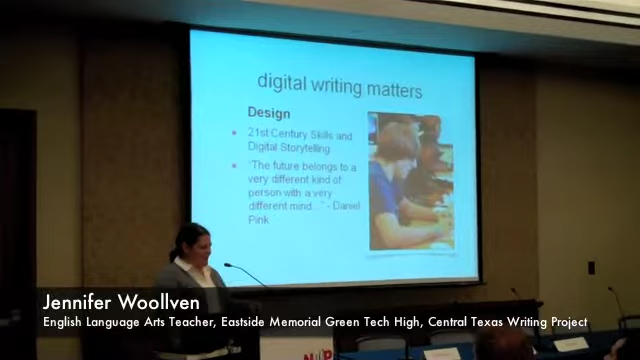 digital writing matters
Design
21st Century Skills and
Digital Storytelling
"The future belongs to a
very different kind of
person with a very
different mind..." - Daniel
Pink
Jennifer Woollven
English Language Arts Teacher, Eastside Memorial Green Tech High, Central Texas Writing Project